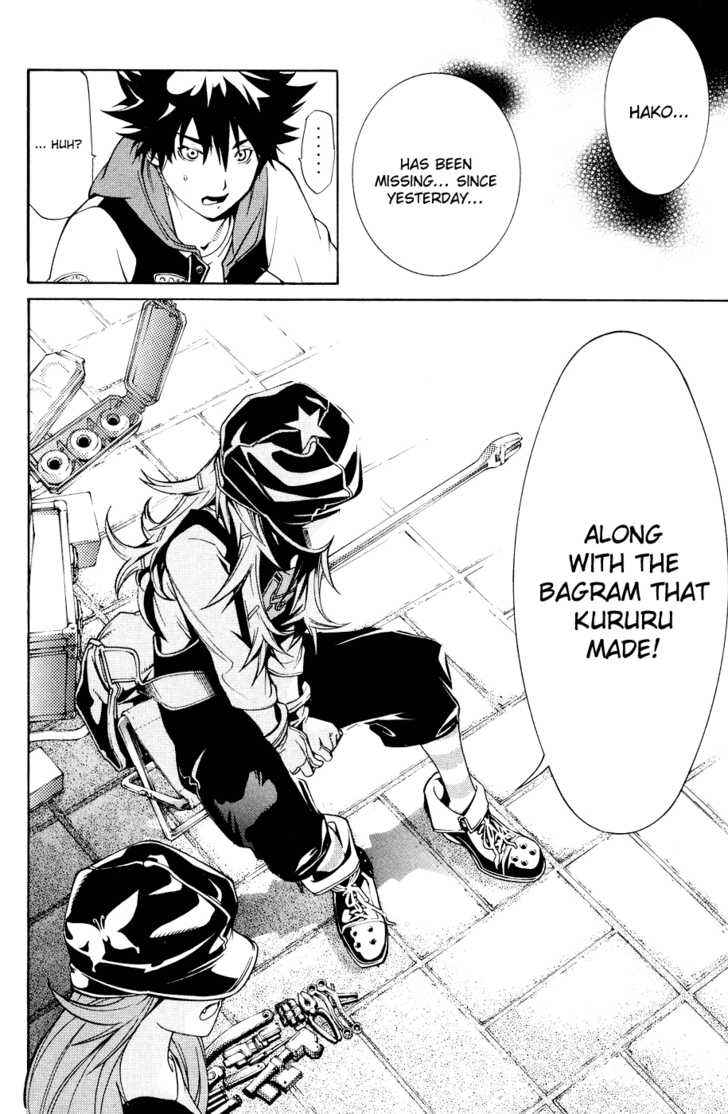 HAKO...
HAS BEEN
MISSING... SINCE
YESTERDAY...
......
... HUH?
ALONG
WITH THE
BAGRAM THAT
KURURU
MADE!